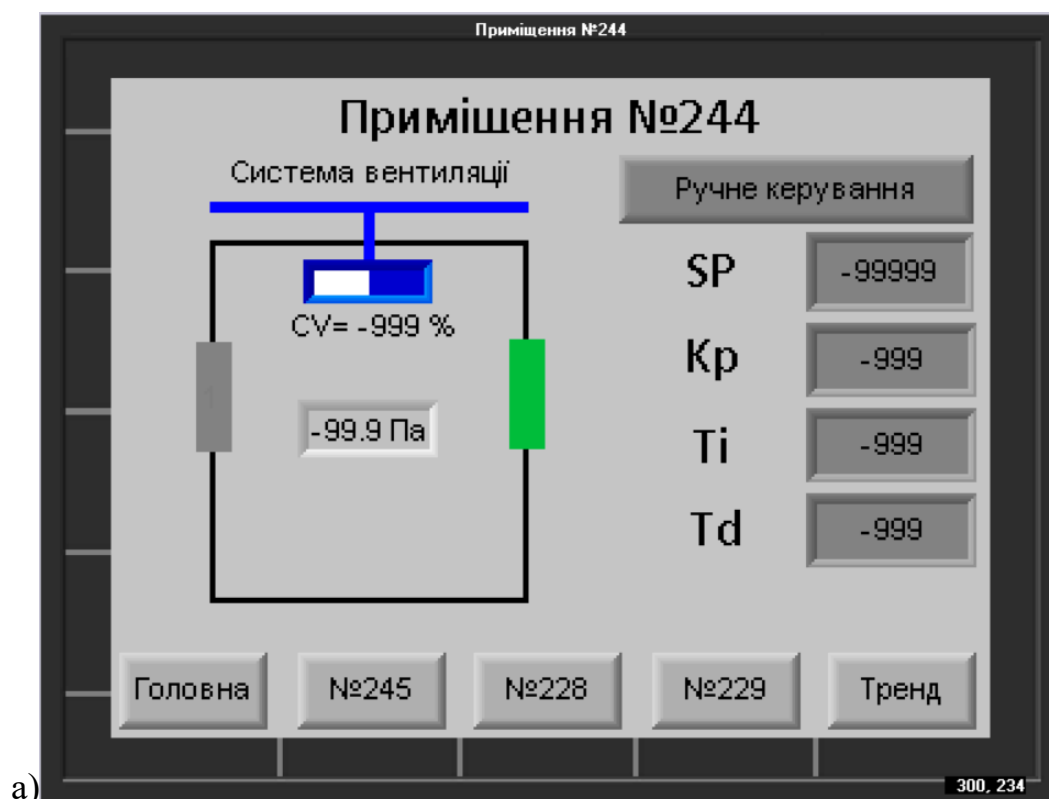 Приміщення №244
Приміщення №244
Система вентиляції
Ручне керування
SP
-99999
CV= -999 %
Kp
-999
-99.9 Па
Ti
-999
Td
-999
Головна
№245
№228
№229
Тренд
а)
300, 234